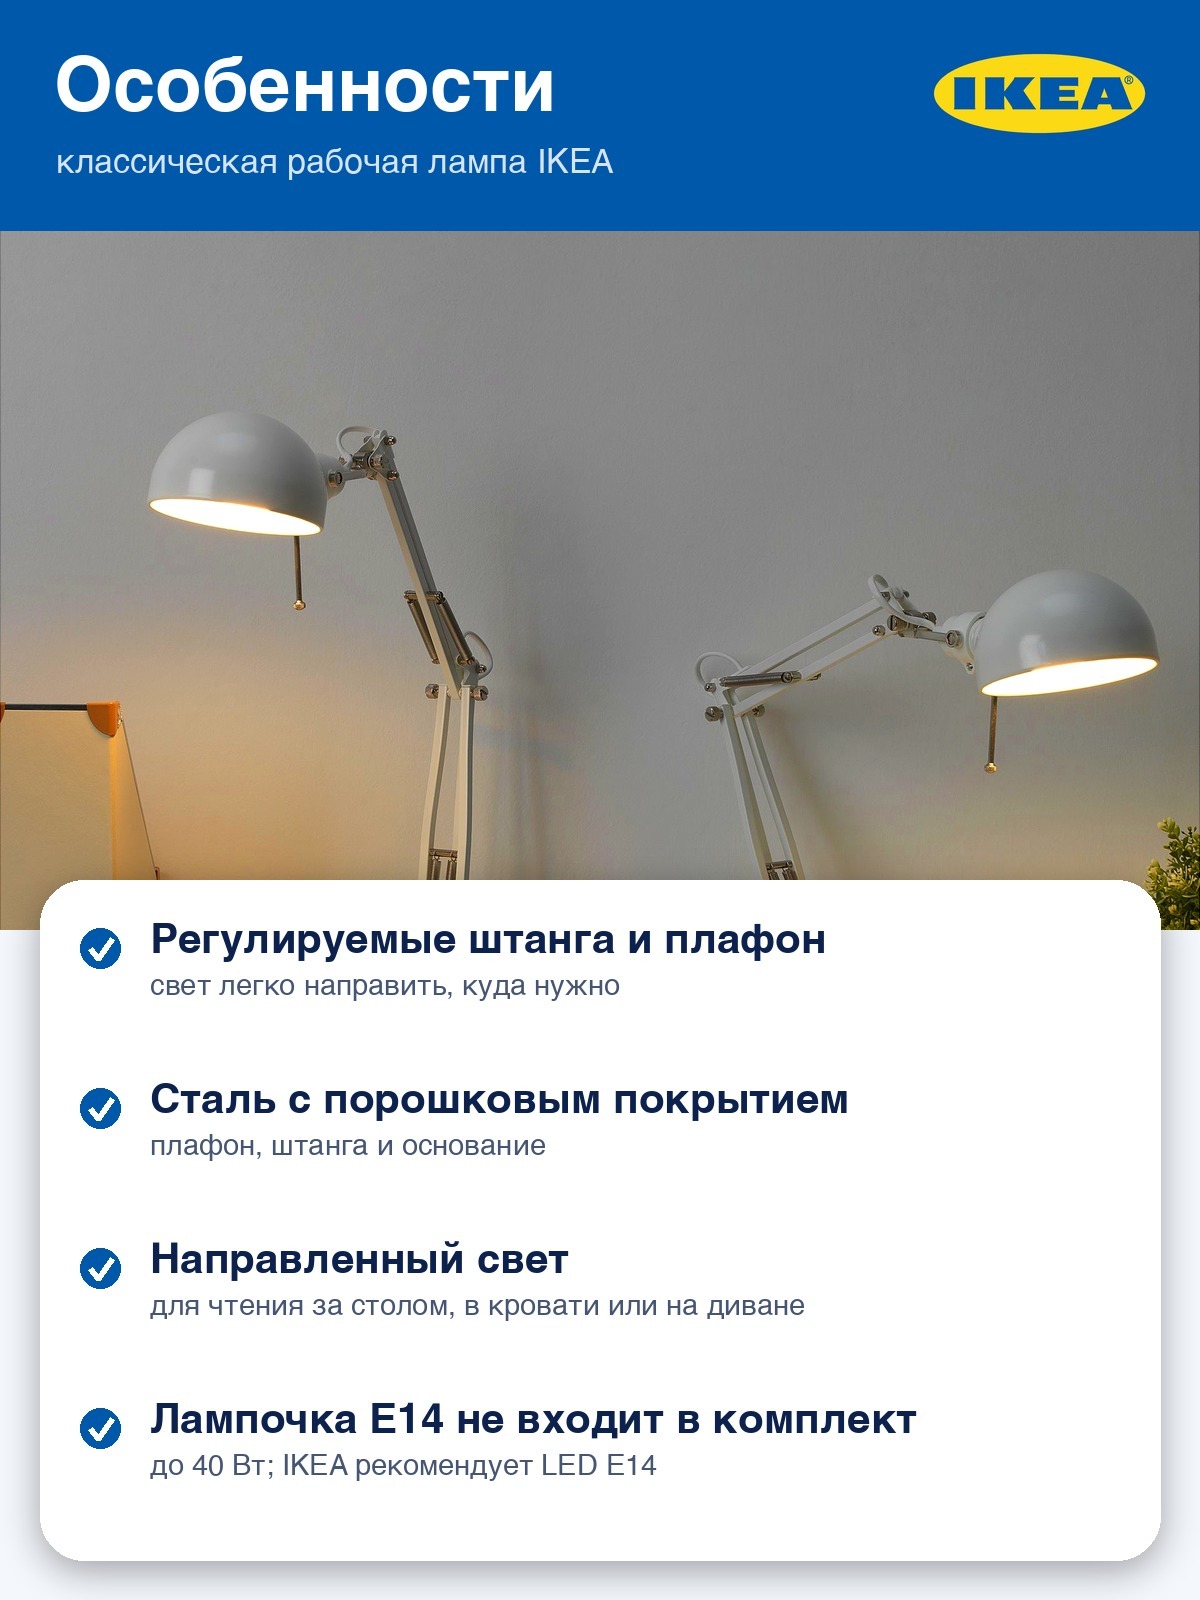 Особенности
классическая рабочая лампа IKEA
IKEA®
Регулируемые штанга и плафон
свет легко направить, куда нужно
Сталь с порошковым покрытием
плафон, штанга и основание
Направленный свет
для чтения за столом, в кровати или на диване
Лампочка E14 не входит в комплект
до 40 Вт; IKEA рекомендует LED E14